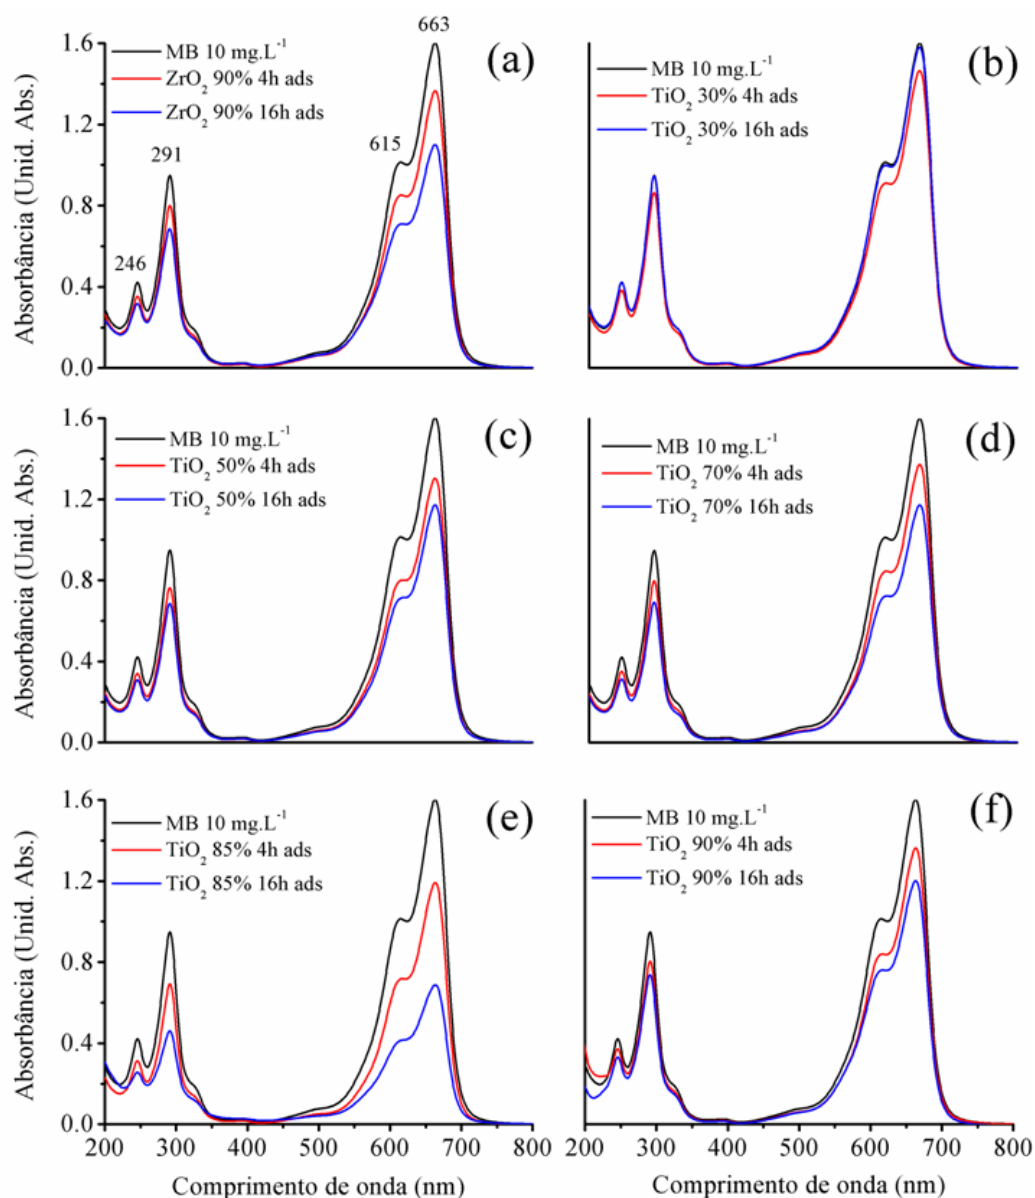 663
1.6
MB 10 mg.L⁻¹
ZrO₂ 90% 4h ads
ZrO₂ 90% 16h ads
(a)
MB 10 mg.L⁻¹
TiO₂ 30% 4h ads
TiO₂ 30% 16h ads
(b)
1.2
291
615
0.8
246
0.4
0.0
Absorbância (Unid. Abs.)
1.6
MB 10 mg.L⁻¹
TiO₂ 50% 4h ads
TiO₂ 50% 16h ads
(c)
MB 10 mg.L⁻¹
TiO₂ 70% 4h ads
TiO₂ 70% 16h ads
(d)
1.2
0.8
0.4
0.0
Absorbância (Unid. Abs.)
1.6
MB 10 mg.L⁻¹
TiO₂ 85% 4h ads
TiO₂ 85% 16h ads
(e)
MB 10 mg.L⁻¹
TiO₂ 90% 4h ads
TiO₂ 90% 16h ads
(f)
1.2
0.8
0.4
0.0
Absorbância (Unid. Abs.)
200 300 400 500 600 700 800
200 300 400 500 600 700 800
Comprimento de onda (nm)
Comprimento de onda (nm)